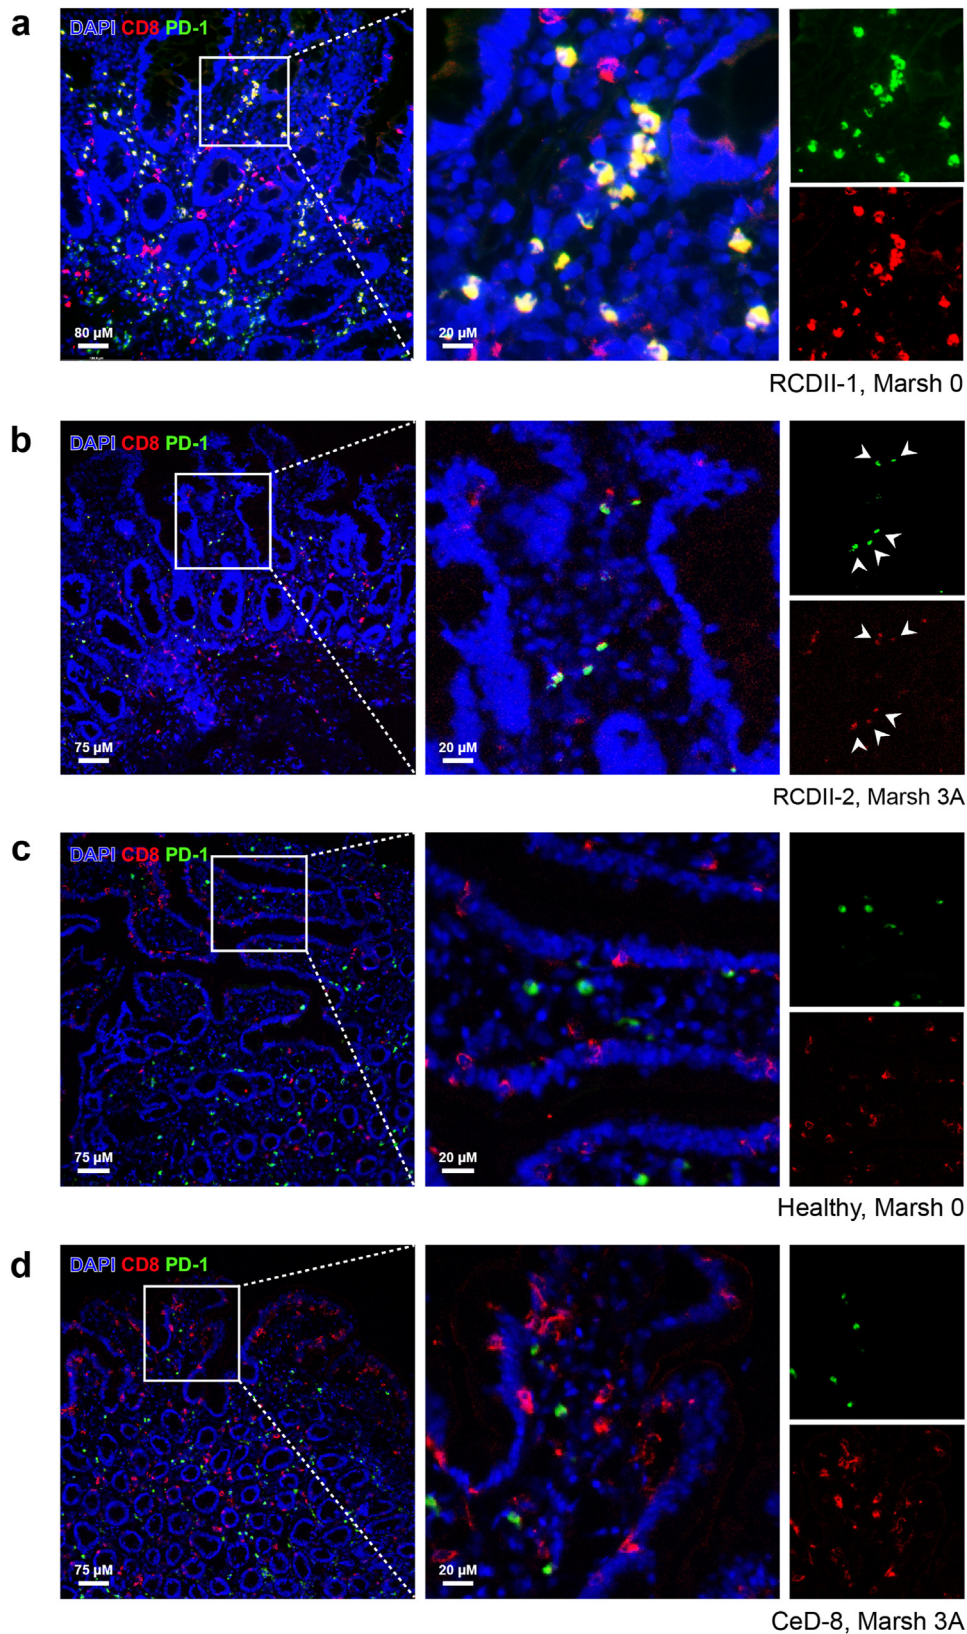 a
DAPI CD8 PD-1
80 µM
20 µM
RCDII-1, Marsh 0
b
DAPI CD8 PD-1
75 µM
20 µM
RCDII-2, Marsh 3A
c
DAPI CD8 PD-1
75 µM
20 µM
Healthy, Marsh 0
d
DAPI CD8 PD-1
75 µM
20 µM
CeD-8, Marsh 3A